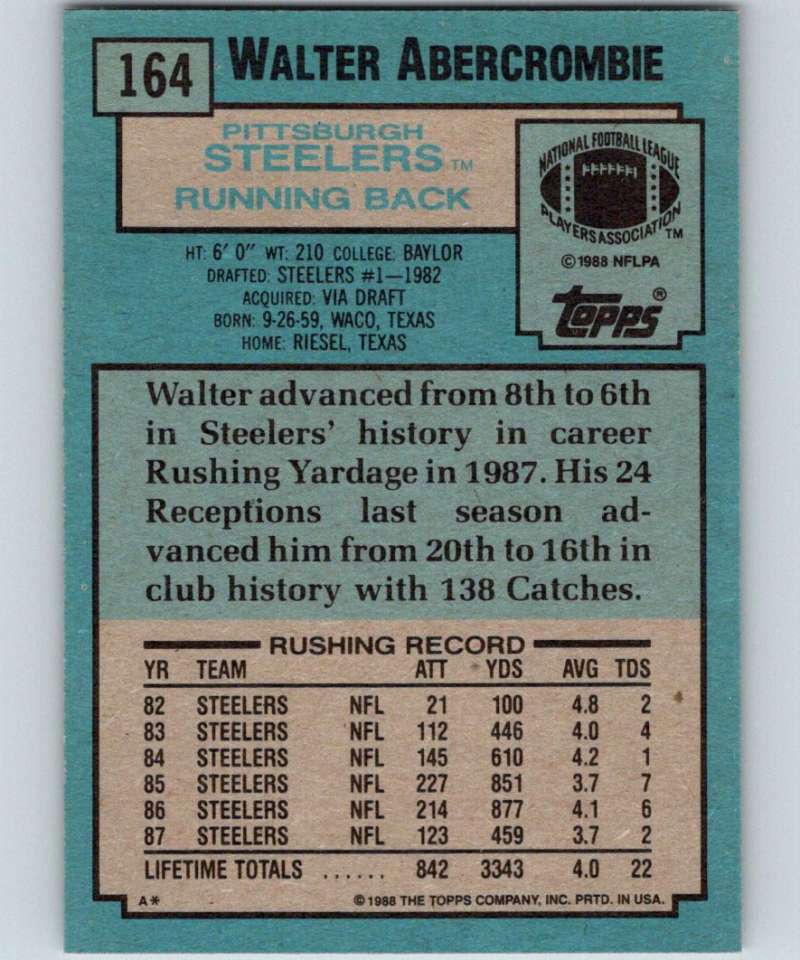 164 WALTER ABERCROMBIE
PITTSBURGH
STEELERS™
RUNNING BACK
NATIONAL FOOTBALL LEAGUE
PLAYERS ASSOCIATION™
©1988 NFLPA
TOPPS®
HT: 6' 0" WT: 210 COLLEGE: BAYLOR
DRAFTED: STEELERS #1—1982
ACQUIRED: VIA DRAFT
BORN: 9-26-59, WACO, TEXAS
HOME: RIESEL, TEXAS
Walter advanced from 8th to 6th
in Steelers' history in career
Rushing Yardage in 1987. His 24
Receptions last season ad-
vanced him from 20th to 16th in
club history with 138 Catches.
RUSHING RECORD
YR TEAM ATT YDS AVG TDS
82 STEELERS NFL 21 100 4.8 2
83 STEELERS NFL 112 446 4.0 4
84 STEELERS NFL 145 610 4.2 1
85 STEELERS NFL 227 851 3.7 7
86 STEELERS NFL 214 877 4.1 6
87 STEELERS NFL 123 459 3.7 2
LIFETIME TOTALS ...... 842 3343 4.0 22
A* ©1988 THE TOPPS COMPANY, INC. PRTD. IN USA.